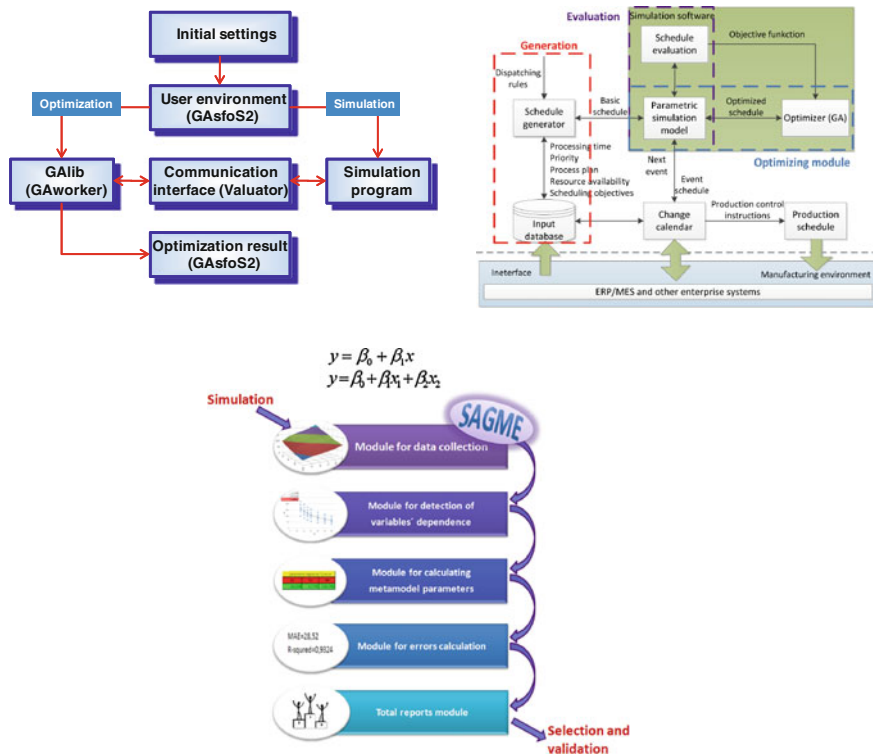 Initial settings
Optimization
User environment
(GAsfoS2)
Simulation
GAlib
(GAworker)
Communication
interface (Valuator)
Simulation
program
Optimization result
(GAsfoS2)
Evaluation
Simulation software
Schedule
evaluation
Objective funkction
Generation
Dispatching
rules
Schedule
generator
Basic
schedule
Parametric
simulation
model
Optimized
schedule
Optimizer (GA)
Optimizing module
Processing time
Priority
Process plan
Resource availability
Scheduling objectives
Next
event
Event
schedule
Input
database
Change
calendar
Production control
instructions
Production
schedule
Ineterface
Manufacturing environment
ERP/MES and other enterprise systems
y = β₀ + β₁x
y = β₀ + β₁x₁ + β₂x₂
Simulation
SAGME
Module for data collection
Module for detection of
variables´ dependence
Module for calculating
metamodel parameters
MAE=28,52
R-squred=0,9824
Module for errors calculation
Total reports module
Selection and
validation